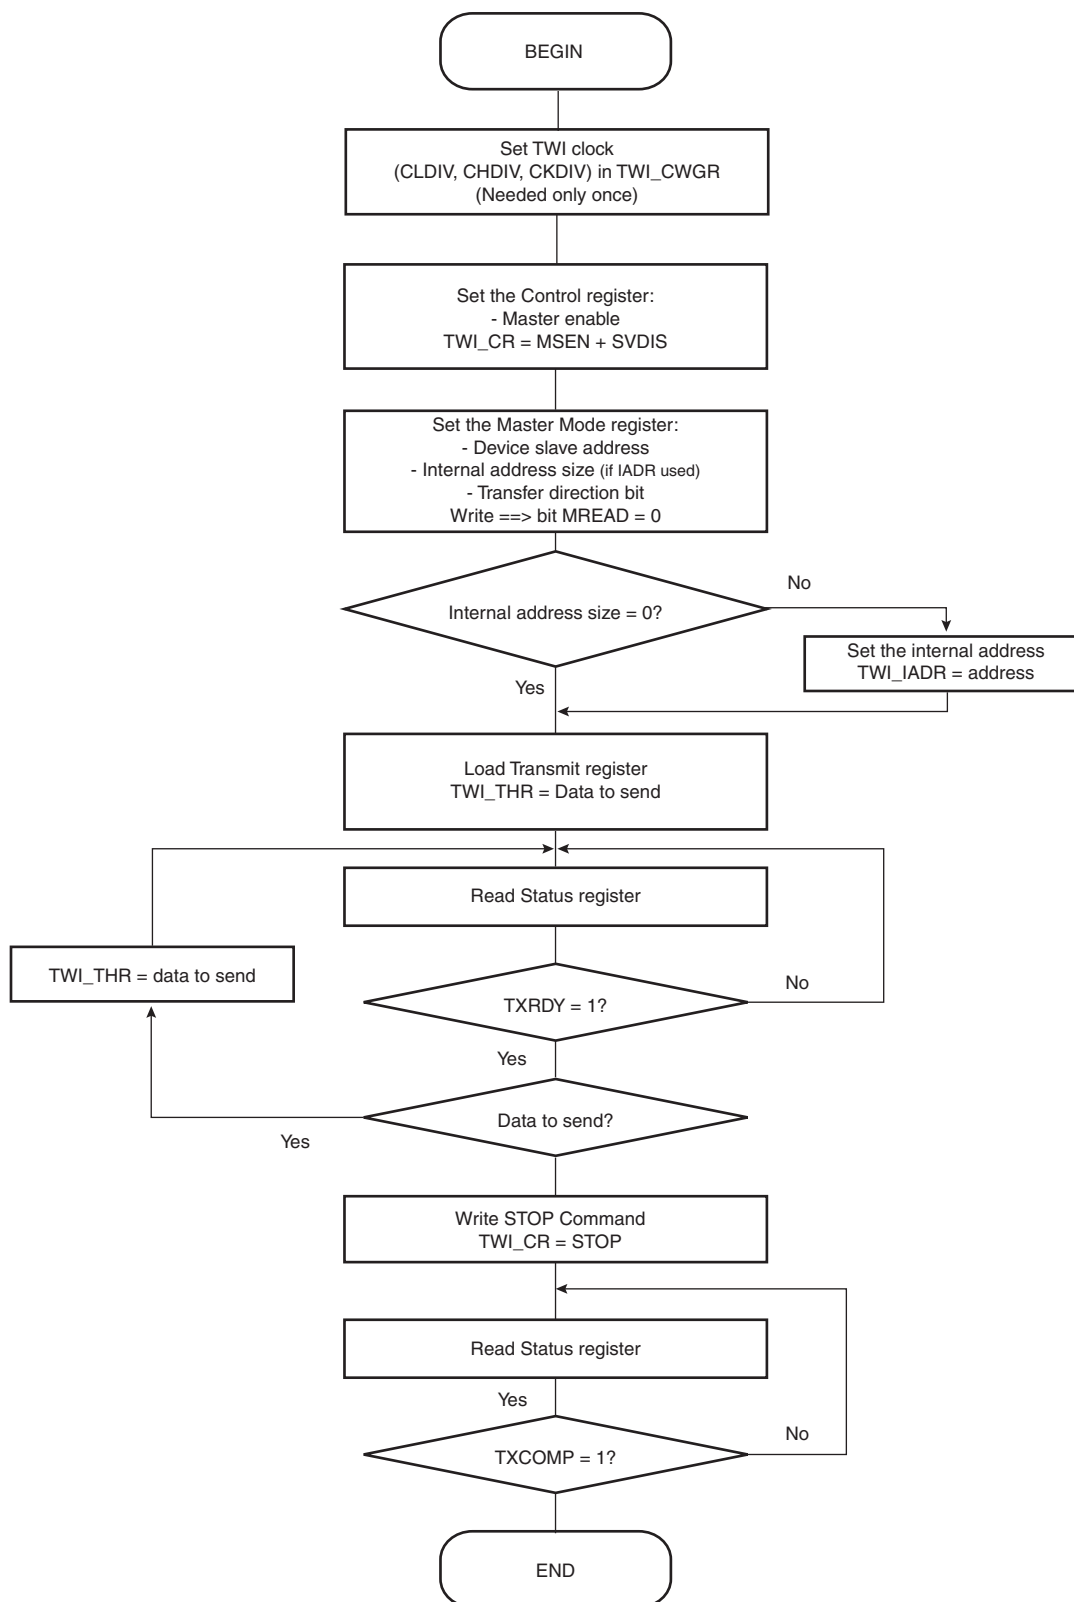 BEGIN
Set TWI clock
(CLDIV, CHDIV, CKDIV) in TWI_CWGR
(Needed only once)
Set the Control register:
- Master enable
TWI_CR = MSEN + SVDIS
Set the Master Mode register:
- Device slave address
- Internal address size (if IADR used)
- Transfer direction bit
Write ==> bit MREAD = 0
No
Internal address size = 0?
Set the internal address
TWI_IADR = address
Yes
Load Transmit register
TWI_THR = Data to send
Read Status register
TWI_THR = data to send
No
TXRDY = 1?
Yes
Data to send?
Yes
Write STOP Command
TWI_CR = STOP
Read Status register
Yes
No
TXCOMP = 1?
END